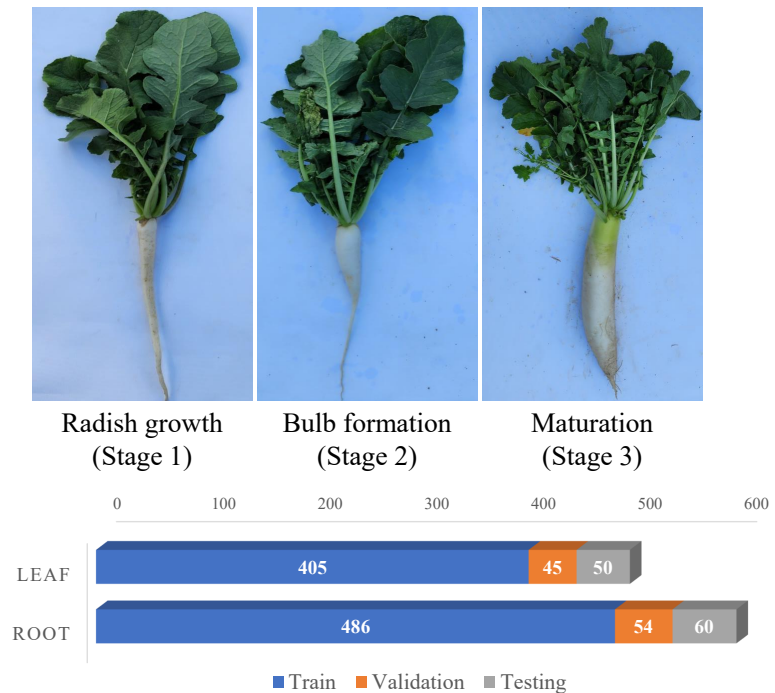 Radish growth
(Stage 1)
Bulb formation
(Stage 2)
Maturation
(Stage 3)
0 100 200 300 400 500 600
LEAF 405 45 50
ROOT 486 54 60
Train Validation Testing